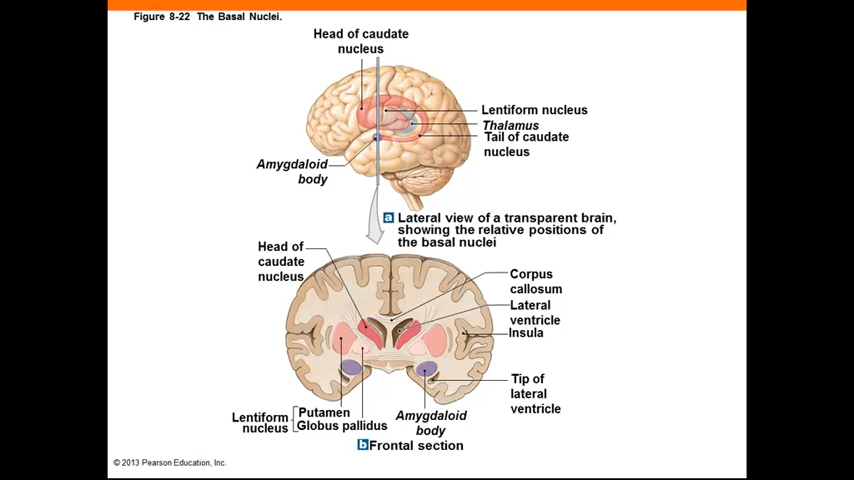 Figure 8-22 The Basal Nuclei.
Head of caudate
nucleus
Lentiform nucleus
Thalamus
Tail of caudate
nucleus
Amygdaloid
body
a Lateral view of a transparent brain,
showing the relative positions of
the basal nuclei
Head of
caudate
nucleus
Corpus
callosum
Lateral
ventricle
Insula
Tip of
lateral
ventricle
Lentiform
nucleus
Putamen
Globus pallidus
Amygdaloid
body
b Frontal section
© 2013 Pearson Education, Inc.